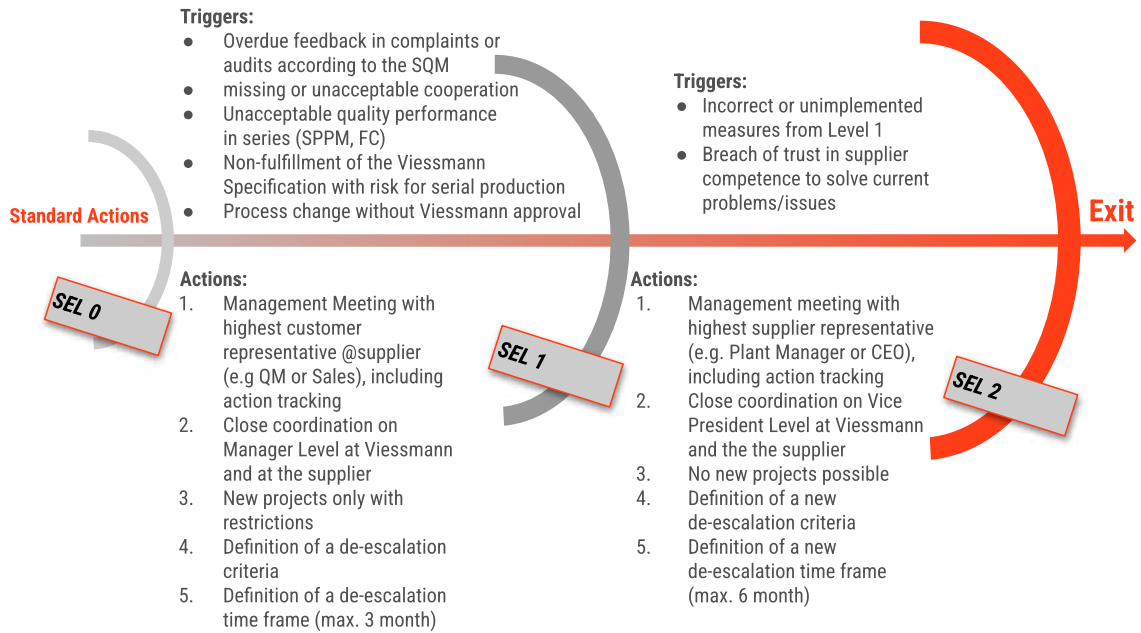 Standard Actions
SEL 0
Triggers:
● Overdue feedback in complaints or
audits according to the SQM
● missing or unacceptable cooperation
● Unacceptable quality performance
in series (SPPM, FC)
● Non-fulfillment of the Viessmann
Specification with risk for serial production
● Process change without Viessmann approval
Actions:
1. Management Meeting with
highest customer
representative @supplier
(e.g QM or Sales), including
action tracking
2. Close coordination on
Manager Level at Viessmann
and at the supplier
3. New projects only with
restrictions
4. Definition of a de-escalation
criteria
5. Definition of a de-escalation
time frame (max. 3 month)
SEL 1
Triggers:
● Incorrect or unimplemented
measures from Level 1
● Breach of trust in supplier
competence to solve current
problems/issues
Actions:
1. Management meeting with
highest supplier representative
(e.g. Plant Manager or CEO),
including action tracking
2. Close coordination on Vice
President Level at Viessmann
and the the supplier
3. No new projects possible
4. Definition of a new
de-escalation criteria
5. Definition of a new
de-escalation time frame
(max. 6 month)
SEL 2
Exit